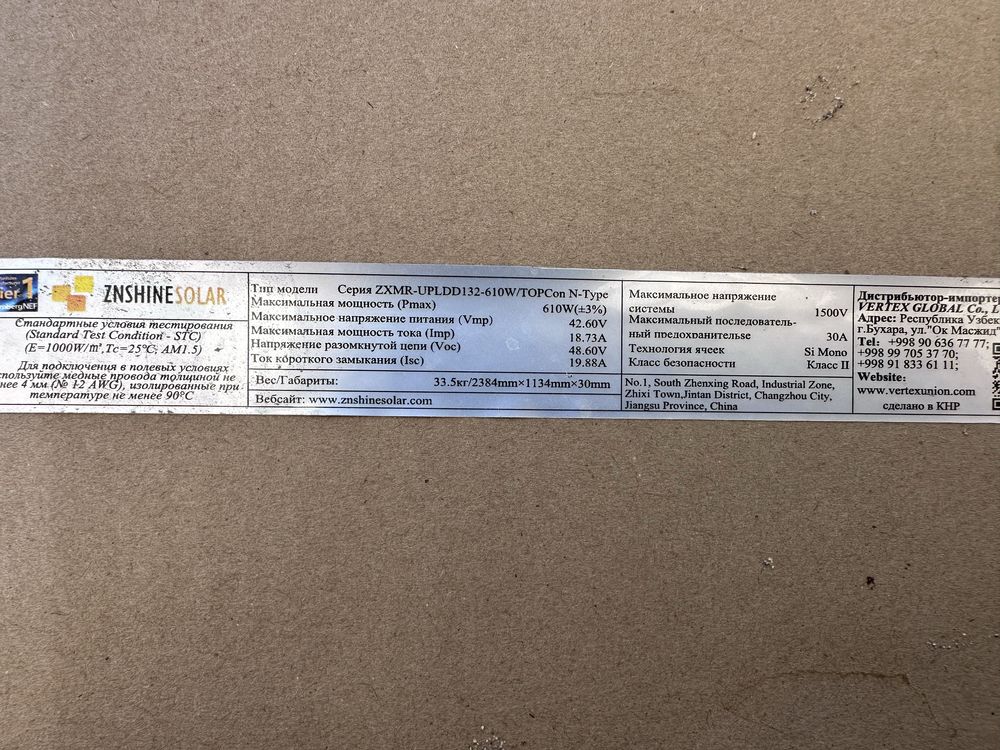 ier 1
ZNSHINESOLAR
Стандартные условия тестирования
(Standard Test Condition - STC)
(E=1000W/m², Tc=25°C; AM1.5)
Для подключения в полевых условиях
используйте медные провода толщиной не
нее 4 мм (№ 12 AWG), изолированные при
температуре не менее 90°C
Тип модели Серия ZXMR-UPLDD132-610W/TOPCon N-Type
Максимальная мощность (Pmax) 610W(±3%)
Максимальное напряжение питания (Vmp) 42.60V
Максимальная мощность тока (Imp) 18.73A
Напряжение разомкнутой цепи (Voc) 48.60V
Ток короткого замыкания (Isc) 19.88A
Вес/Габариты: 33.5кг/2384mm×1134mm×30mm
Вебсайт: www.znshinesolar.com
Максимальное напряжение
системы 1500V
Максимальный последователь-
ный предохранительsе 30A
Технология ячеек Si Mono
Класс безопасности Класс II
No.1, South Zhenxing Road, Industrial Zone,
Zhixi Town,Jintan District, Changzhou City,
Jiangsu Province, China
Дистрибьютор-импорте
VERTEX GLOBAL Co., L
Адрес: Республика Узбек
г.Бухара, ул."Ок Масжид
Tel: +998 90 636 77 77;
+998 99 705 37 70;
+998 91 833 61 11;
Website:
www.vertexunion.com
сделано в КНР